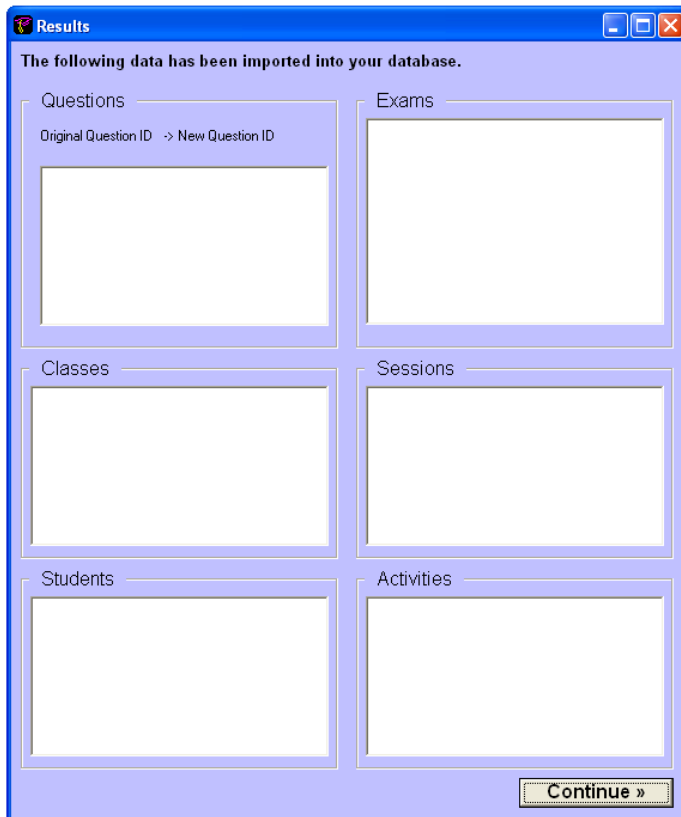 Results
The following data has been imported into your database.
Questions
Original Question ID -> New Question ID
Exams
Classes
Sessions
Students
Activities
Continue »